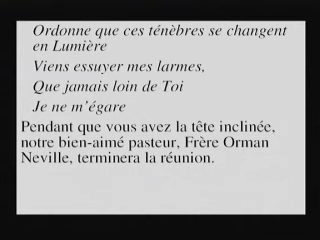 Ordonne que ces ténèbres se changent
en Lumière
Viens essuyer mes larmes,
Que jamais loin de Toi
Je ne m'égare
Pendant que vous avez la tête inclinée,
notre bien-aimé pasteur, Frère Orman
Neville, terminera la réunion.